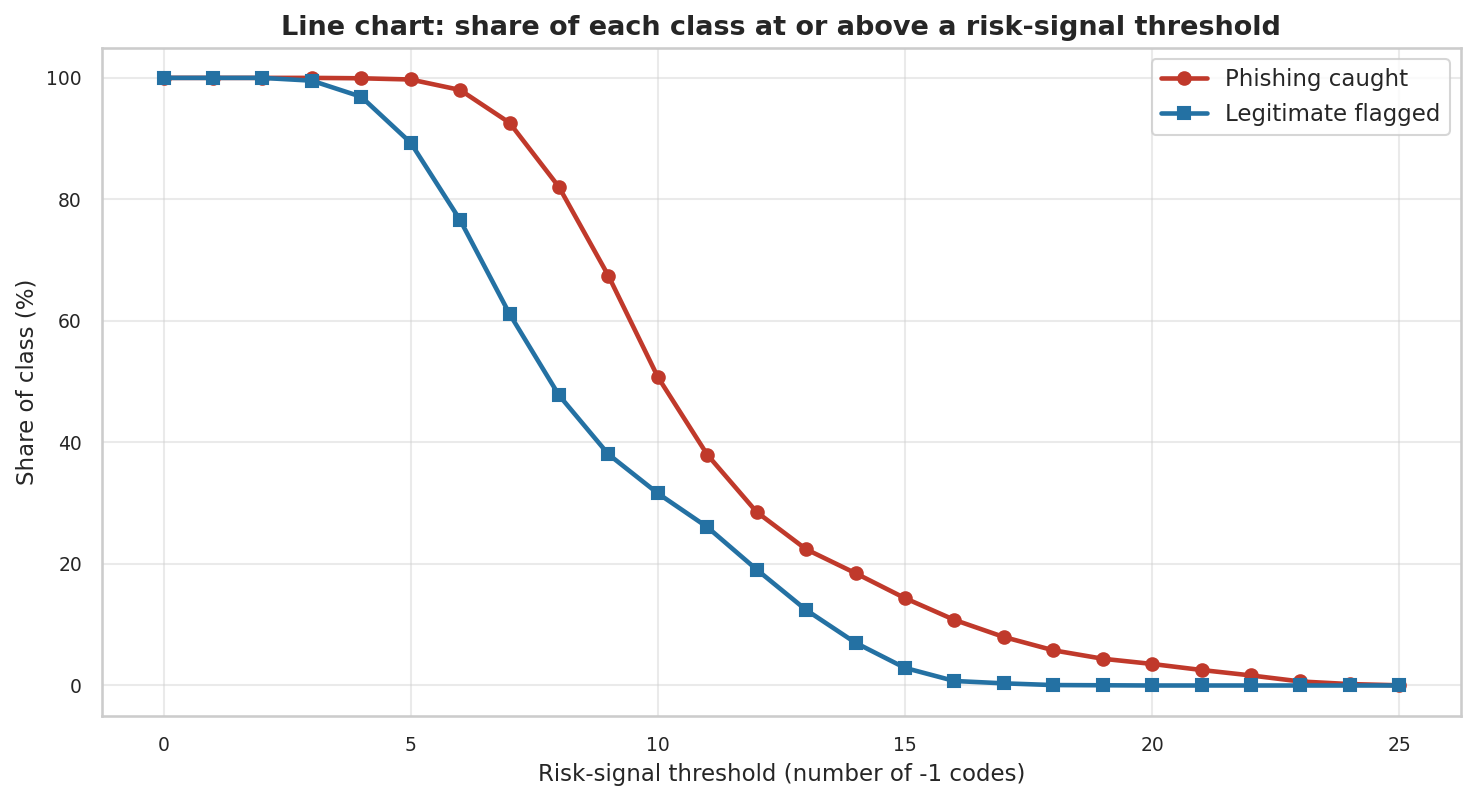 Line chart: share of each class at or above a risk-signal threshold
Phishing caught
Legitimate flagged
Share of class (%)
100
80
60
40
20
0
0 5 10 15 20 25
Risk-signal threshold (number of -1 codes)